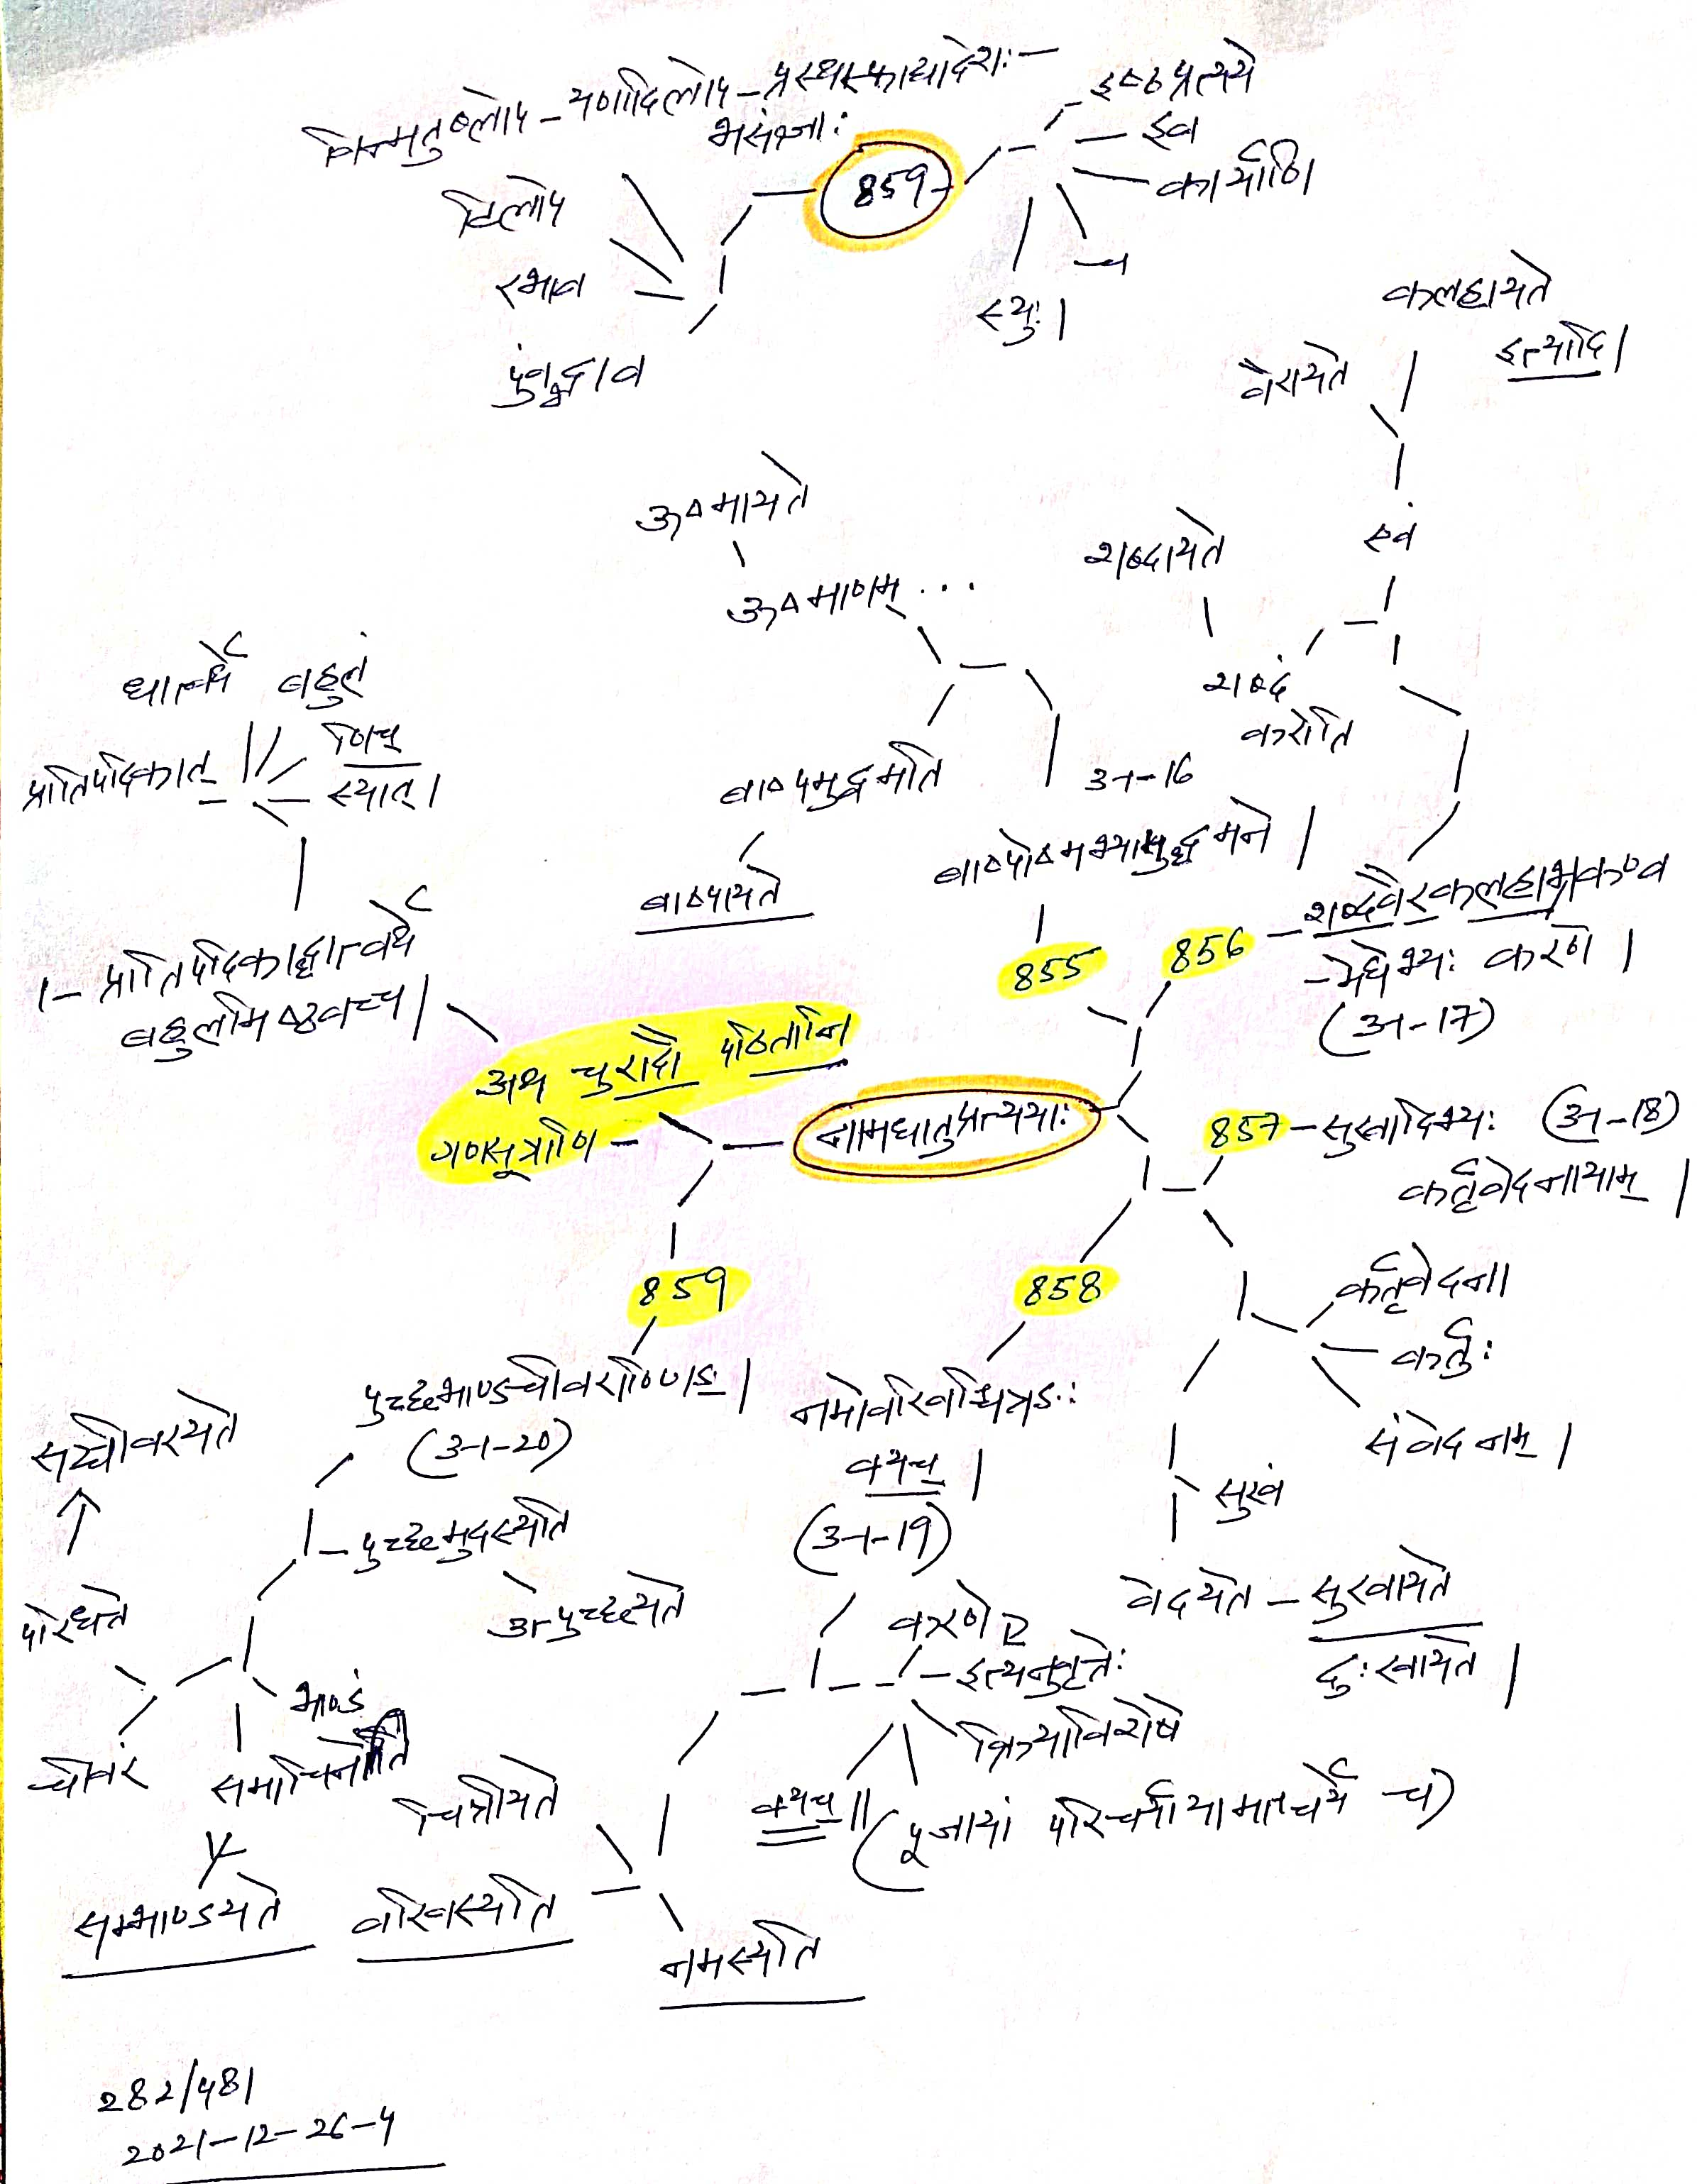 विन्मतुब्लोप - यणादिलोप - प्रस्थस्फाद्यादेश: -
भसंज्ञा:
टिलोप
रभाव
पुंवद्भाव
859
इष्ठ प्रत्यये
इव
कार्याणि
च
स्यु: ।
कलहायते
इत्यादि ।
वैरायते
एवं
शब्दायते
शब्दं
करोति
ऊष्मायते
ऊष्माणम् ...
बाष्पमुद्वमति
बाष्पायते
3-1-16
बाष्पोष्मभ्यामुद्वमने ।
855
856 - शब्दवैरकलहाभ्रकण्व
- मेघेभ्य: करणे ।
(3-1-17)
धात्वर्थे बहुलं
प्रातिपदिकात्
णिच्
स्यात् ।
1- प्रातिपदिकाद्धात्वर्थे
बहुलमिष्ठवच्च ।
अथ चुरादौ पठितानि
गणसूत्राणि -
नामधातुप्रत्यया:
857 - सुखादिभ्य: (3-1-18)
कर्तृवेदनायाम् ।
कर्तृवेदना
कर्तु:
संवेदनम् ।
सुखं
वेदयते - सुखायते
दु:खायते ।
858
नमोवरिवश्चित्रङ:
क्यच् ।
(3-1-19)
करणे
इत्यनुवृत्ते:
क्रियाविशेषे
क्यच् ॥
(पूजायां परिचर्यायामाश्चर्ये च)
चित्रीयते
वरिवस्यति
नमस्यति
859
पुच्छभाण्डचीवराण्णिङ् ।
(3-1-20)
पुच्छमुदस्यति
उत्पुच्छयते
भाण्डं
समाचिनोति
सम्भाण्डयते
चीवरं
परिधत्ते
सञ्चीवरयते
282/481
2021-12-26-4